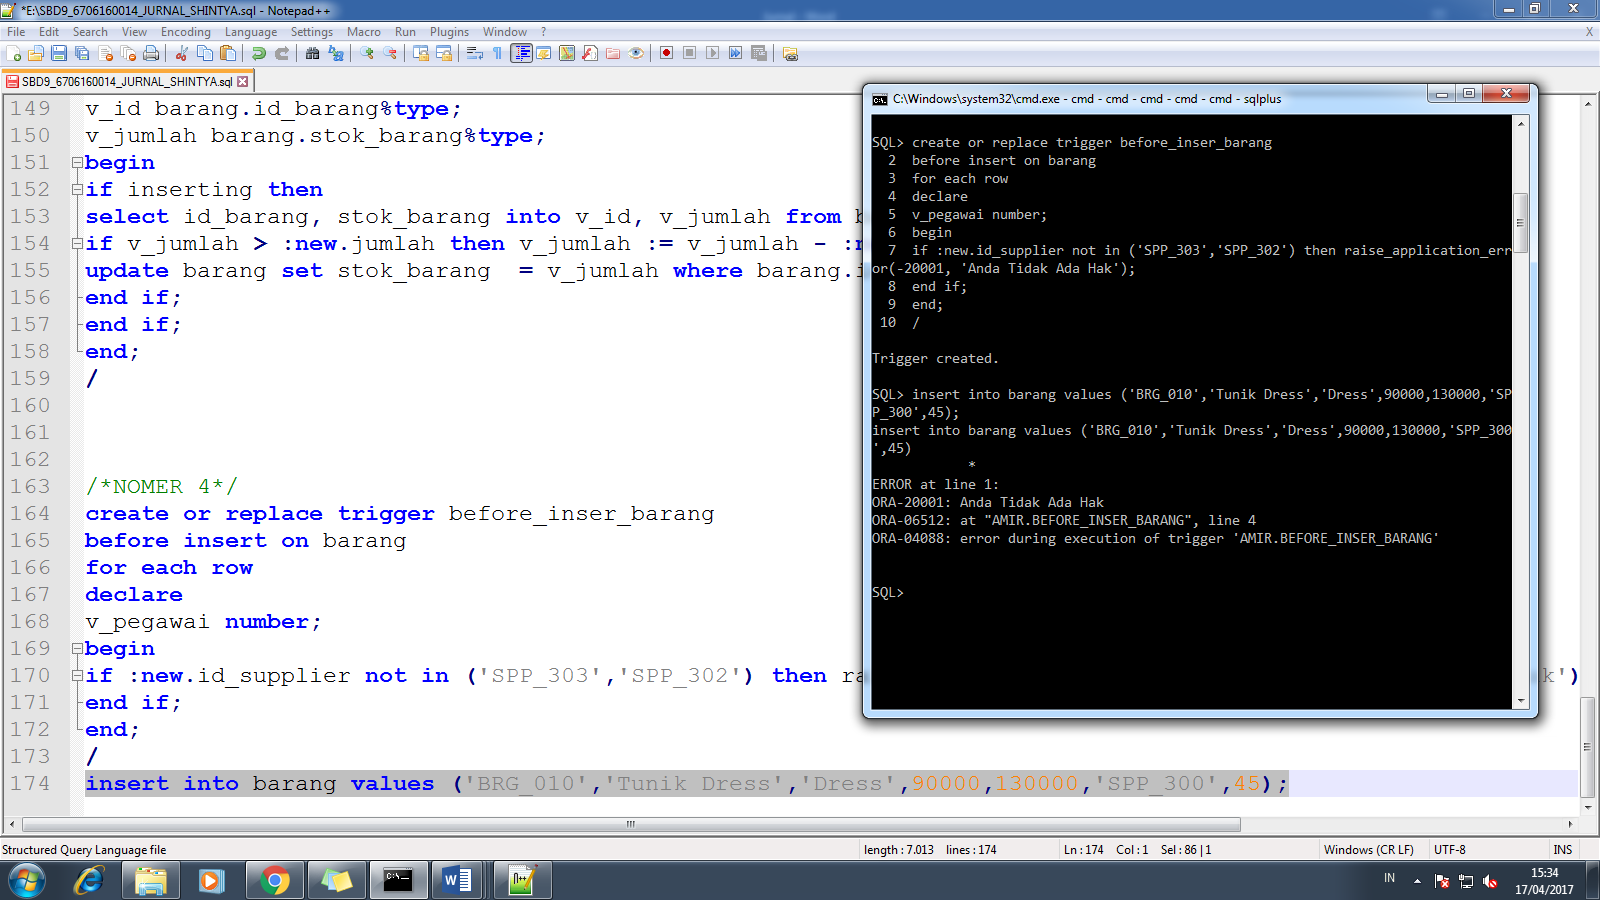 *E:\SBD9_6706160014_JURNAL_SHINTYA.sql - Notepad++
File Edit Search View Encoding Language Settings Macro Run Plugins Window ? X
SBD9_6706160014_JURNAL_SHINTYA.sql
149 v_id barang.id_barang%type;
150 v_jumlah barang.stok_barang%type;
151 begin
152 if inserting then
153 select id_barang, stok_barang into v_id, v_jumlah from b
154 if v_jumlah > :new.jumlah then v_jumlah := v_jumlah - :n
155 update barang set stok_barang  = v_jumlah where barang.i
156 end if;
157 end if;
158 end;
159 /
160
161
162
163 /*NOMER 4*/
164 create or replace trigger before_inser_barang
165 before insert on barang
166 for each row
167 declare
168 v_pegawai number;
169 begin
170 if :new.id_supplier not in ('SPP_303','SPP_302') then ra k')
171 end if;
172 end;
173 /
174 insert into barang values ('BRG_010','Tunik Dress','Dress',90000,130000,'SPP_300',45);
C:\Windows\system32\cmd.exe - cmd - cmd - cmd - cmd - cmd - sqlplus
SQL> create or replace trigger before_inser_barang
2 before insert on barang
3 for each row
4 declare
5 v_pegawai number;
6 begin
7 if :new.id_supplier not in ('SPP_303','SPP_302') then raise_application_err
or(-20001, 'Anda Tidak Ada Hak');
8 end if;
9 end;
10 /
Trigger created.
SQL> insert into barang values ('BRG_010','Tunik Dress','Dress',90000,130000,'SP
P_300',45);
insert into barang values ('BRG_010','Tunik Dress','Dress',90000,130000,'SPP_300
',45)
*
ERROR at line 1:
ORA-20001: Anda Tidak Ada Hak
ORA-06512: at "AMIR.BEFORE_INSER_BARANG", line 4
ORA-04088: error during execution of trigger 'AMIR.BEFORE_INSER_BARANG'
SQL>
Structured Query Language file length : 7.013 lines : 174 Ln : 174 Col : 1 Sel : 86 | 1 Windows (CR LF) UTF-8 INS
IN 15:34
17/04/2017